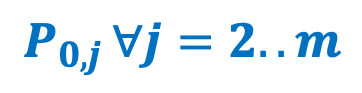 P₀,ⱼ ∀j = 2..m